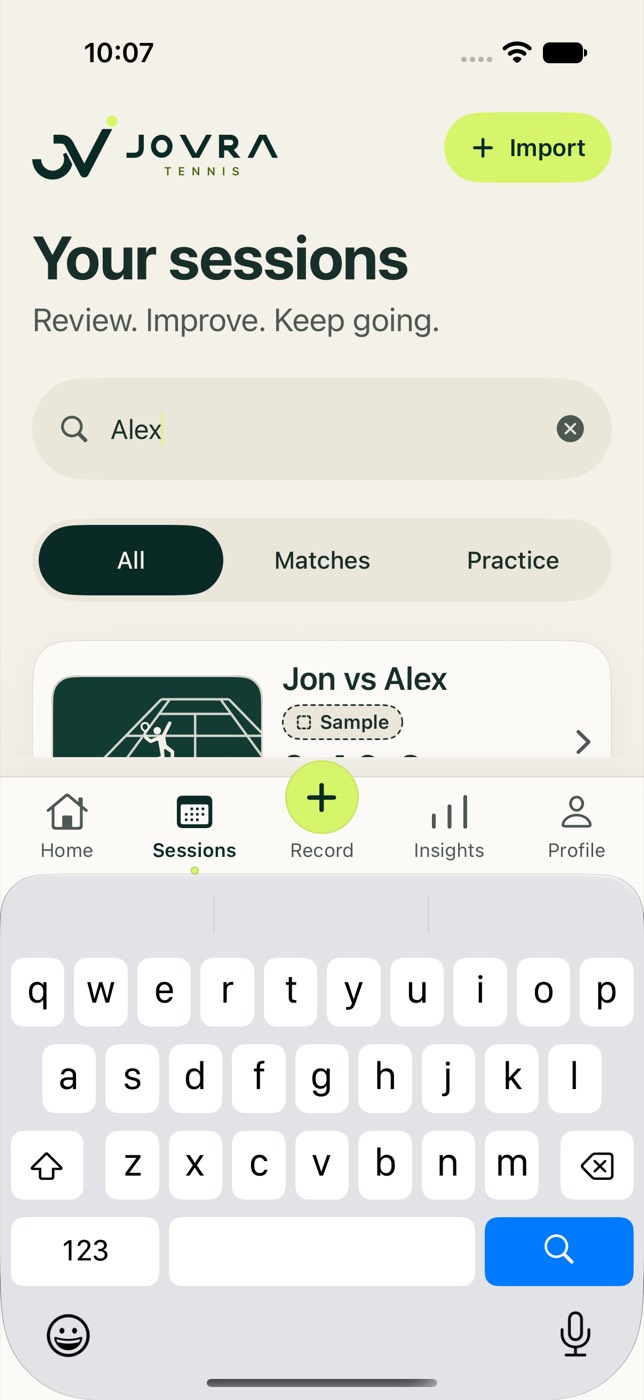 10:07
JOVRA
TENNIS
+ Import
Your sessions
Review. Improve. Keep going.
Alex
All Matches Practice
Jon vs Alex
Sample
Home Sessions Record Insights Profile
q w e r t y u i o p
a s d f g h j k l
z x c v b n m
123